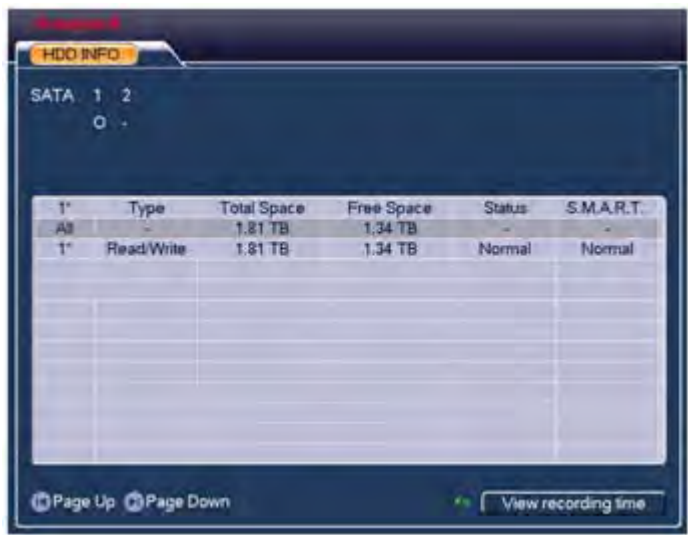 HDD INFO
SATA 1 2
O -
1* Type Total Space Free Space Status S.M.A.R.T.
All - 1.81 TB 1.34 TB - -
1* Read/Write 1.81 TB 1.34 TB Normal Normal
Page Up Page Down View recording time